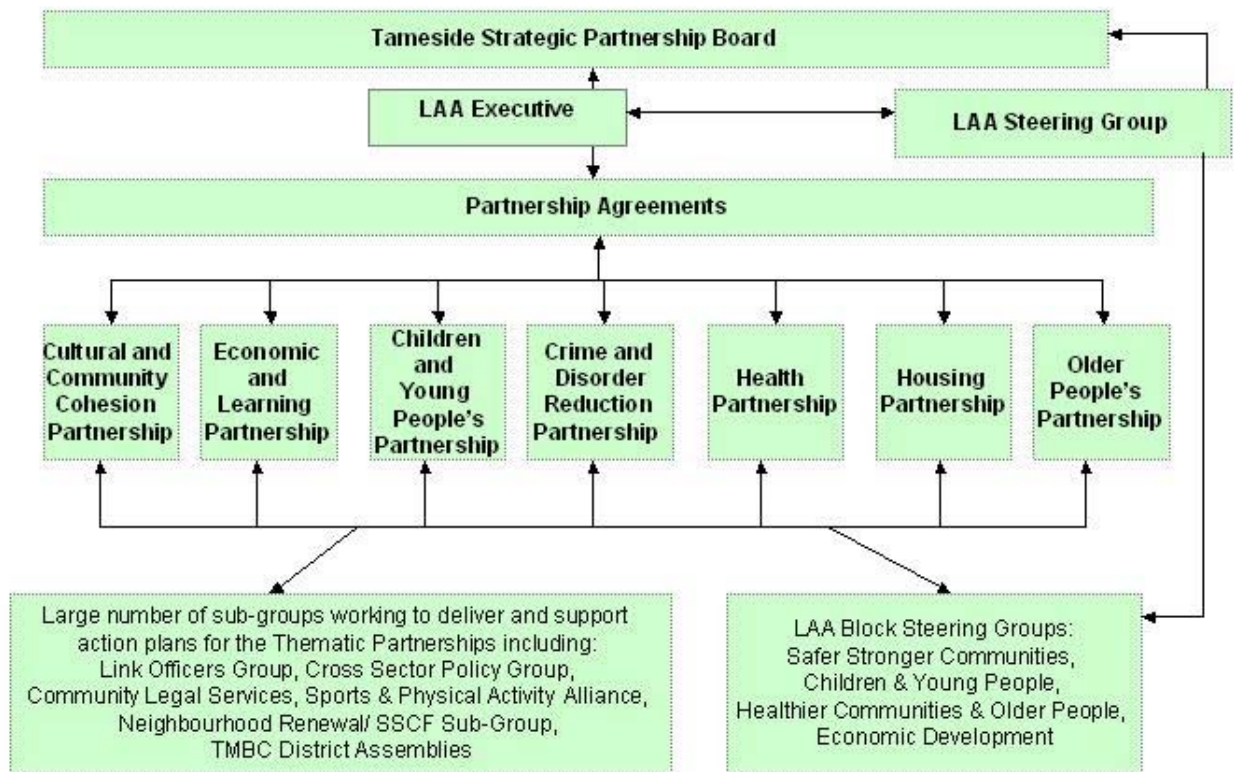 Tameside Strategic Partnership Board
LAA Executive
LAA Steering Group
Partnership Agreements
Cultural and
Community
Cohesion
Partnership
Economic
and
Learning
Partnership
Children
and
Young
People's
Partnership
Crime and
Disorder
Reduction
Partnership
Health
Partnership
Housing
Partnership
Older
People's
Partnership
Large number of sub-groups working to deliver and support
action plans for the Thematic Partnerships including:
Link Officers Group, Cross Sector Policy Group,
Community Legal Services, Sports & Physical Activity Alliance,
Neighbourhood Renewal/ SSCF Sub-Group,
TMBC District Assemblies
LAA Block Steering Groups:
Safer Stronger Communities,
Children & Young People,
Healthier Communities & Older People,
Economic Development